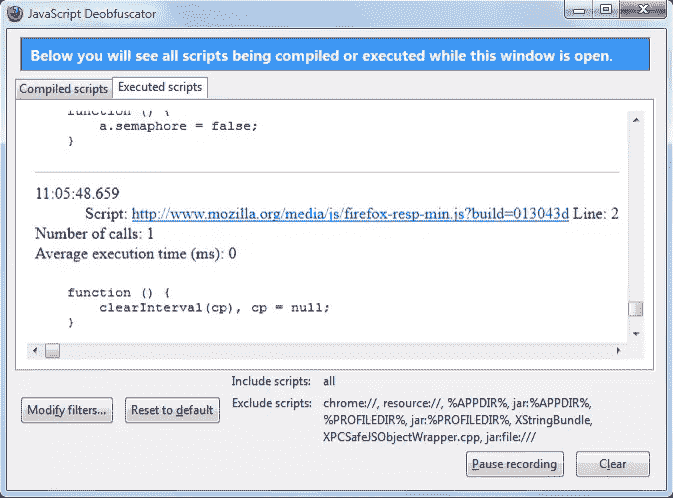 JavaScript Deobfuscator
Below you will see all scripts being compiled or executed while this window is open.
Compiled scripts
Executed scripts
function () {
a.semaphore = false;
}
11:05:48.659
Script: http://www.mozilla.org/media/js/firefox-resp-min.js?build=013043d Line: 2
Number of calls: 1
Average execution time (ms): 0
function () {
clearInterval(cp), cp = null;
}
Include scripts: all
Exclude scripts: chrome://, resource://, %APPDIR%, jar:%APPDIR%,
%PROFILEDIR%, jar:%PROFILEDIR%, XStringBundle,
XPCSafeJSObjectWrapper.cpp, jar:file:///
Modify filters...
Reset to default
Pause recording
Clear